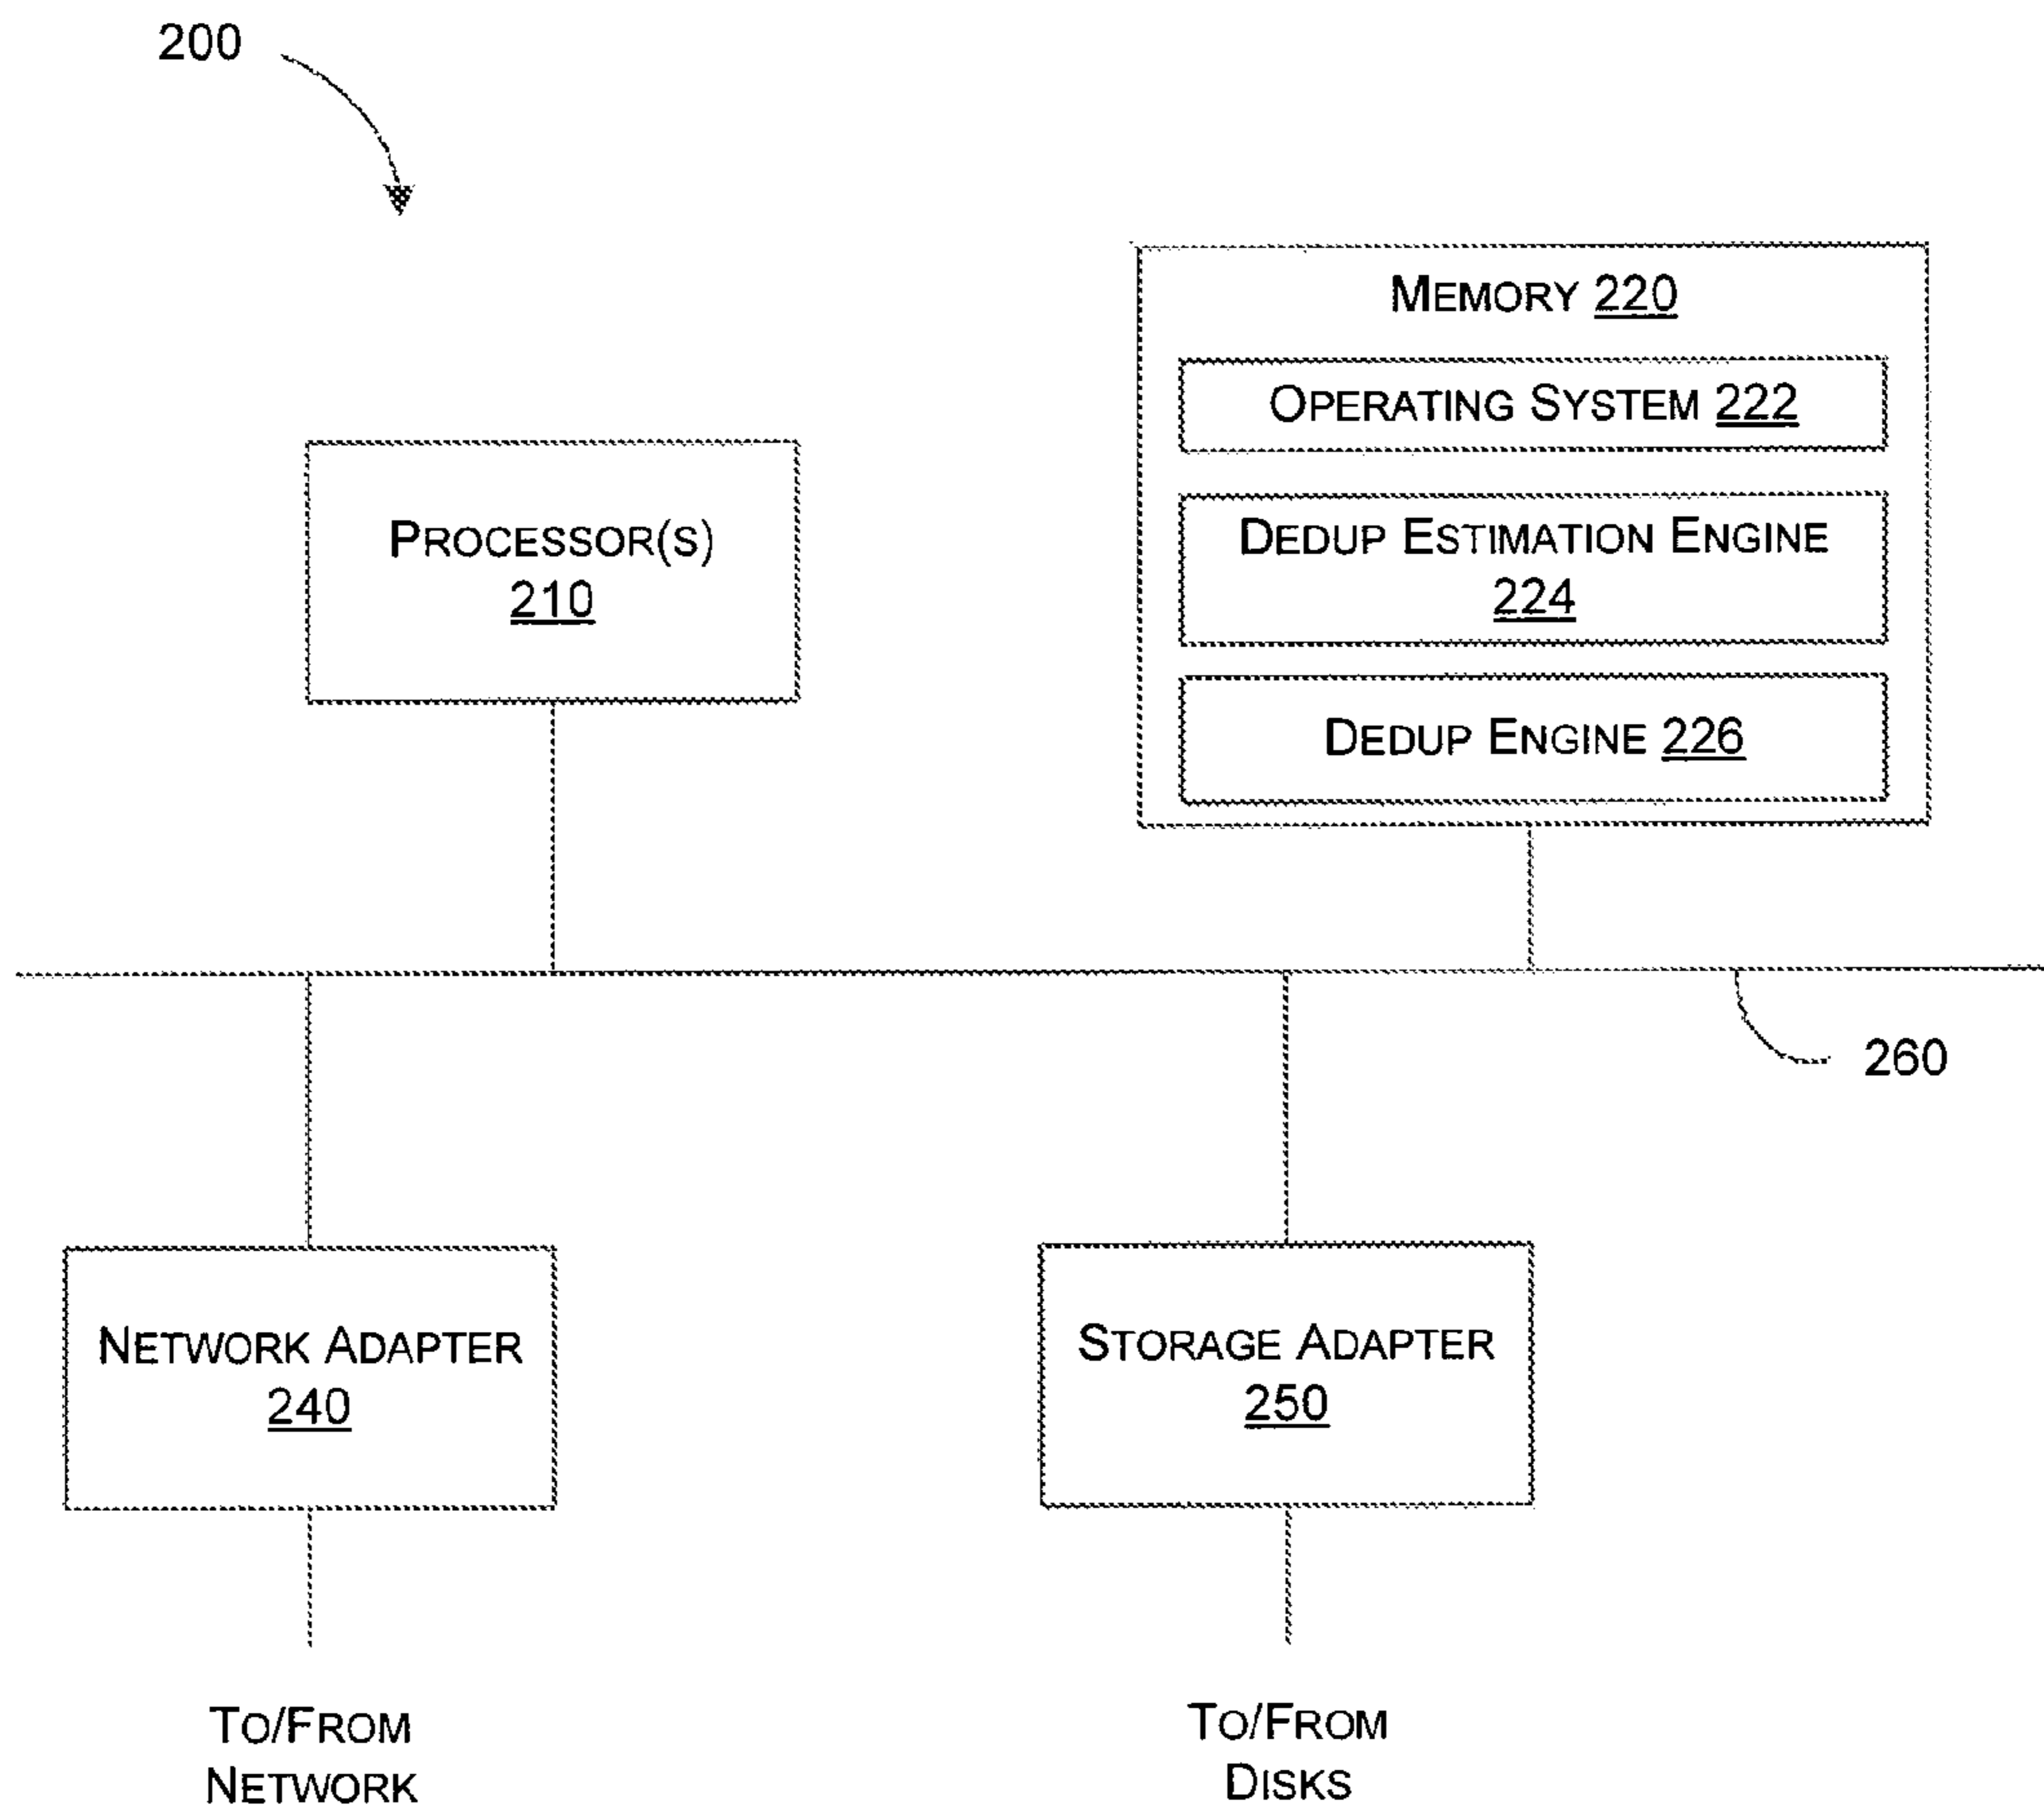 200
MEMORY 220
OPERATING SYSTEM 222
DEDUP ESTIMATION ENGINE
224
DEDUP ENGINE 226
PROCESSOR(S)
210
260
NETWORK ADAPTER
240
STORAGE ADAPTER
250
TO/FROM
NETWORK
TO/FROM
DISKS